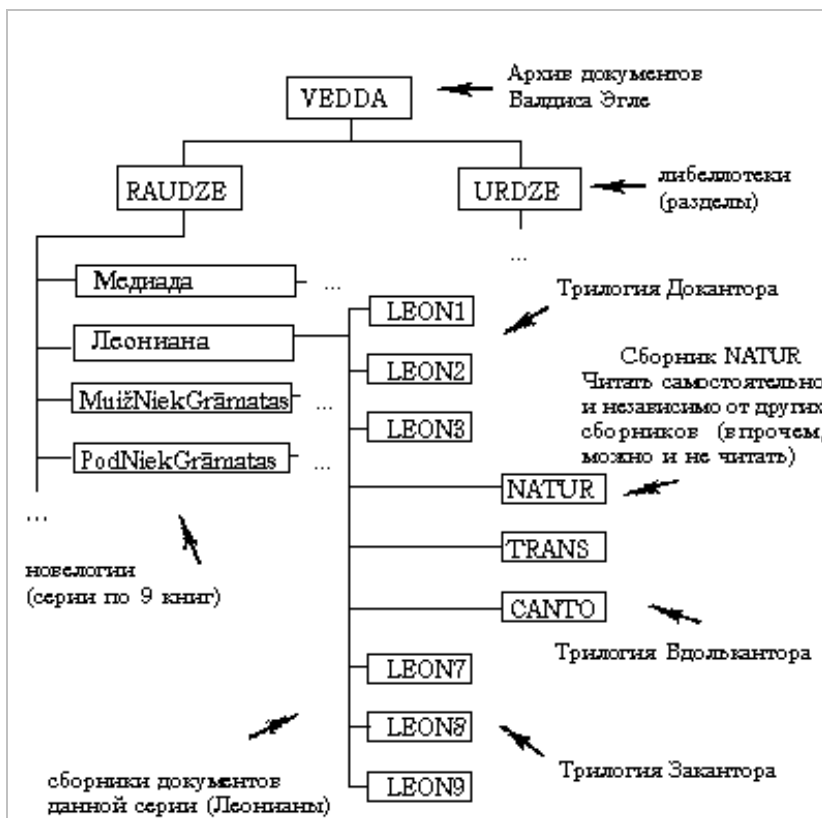 Архив документов
Валдиса Эгле
VEDDA
RAUDZE
URDZE
либеллотеки
(разделы)
...
Медиада
...
LEON1
Трилогия Докантора
Леониана
LEON2
Сборник NATUR
Читать самостоятельно
и независимо от других
сборников (впрочем,
можно и не читать)
MuižNiekGrāmatas
...
LEON3
PodNiekGrāmatas
...
NATUR
...
TRANS
новелогии
(серии по 9 книг)
CANTO
Трилогия Вдолькантора
LEON7
LEON8
Трилогия Закантора
сборники документов
данной серии (Леонианы)
LEON9